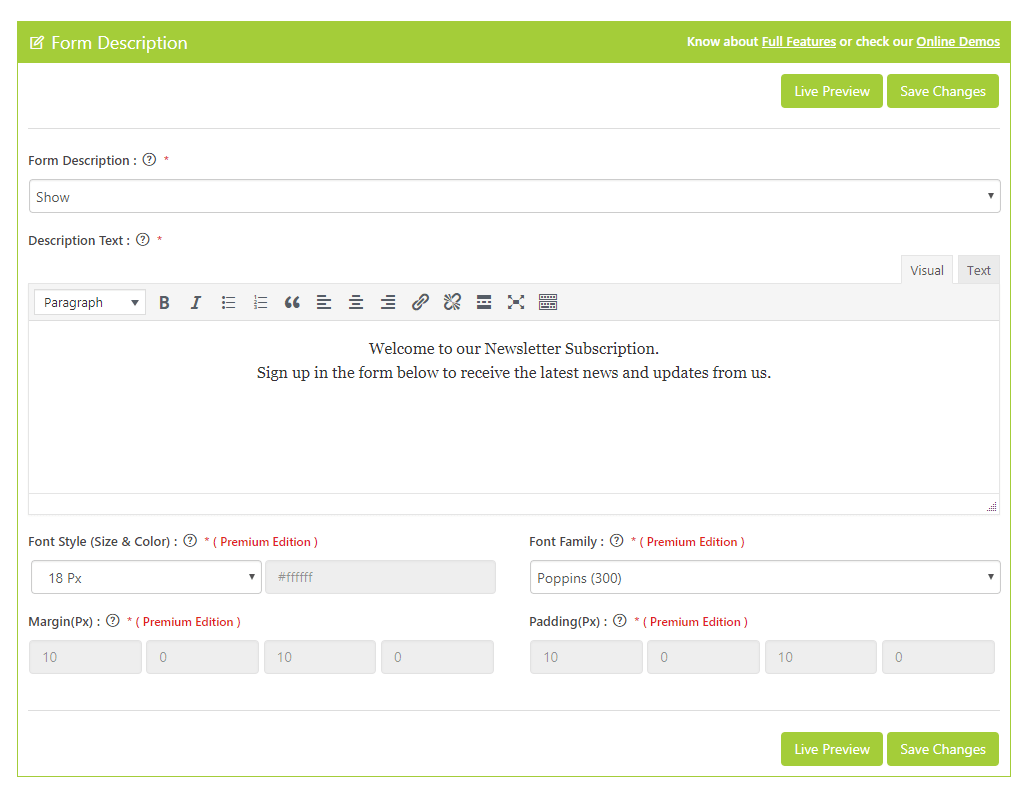 Form Description
Know about Full Features or check our Online Demos
Live Preview Save Changes
Form Description : ? *
Show
Description Text : ? *
Visual Text
Paragraph B I
Welcome to our Newsletter Subscription.
Sign up in the form below to receive the latest news and updates from us.
Font Style (Size & Color) : ? * ( Premium Edition )
Font Family : ? * ( Premium Edition )
18 Px #ffffff
Poppins (300)
Margin(Px) : ? * ( Premium Edition )
Padding(Px) : ? * ( Premium Edition )
10 0 10 0
10 0 10 0
Live Preview Save Changes